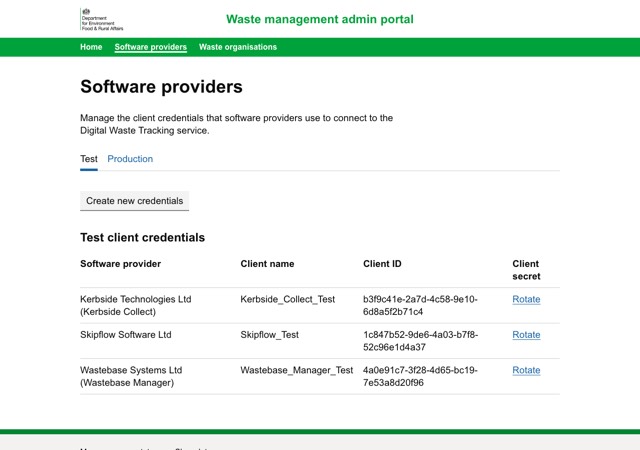 Department
for Environment
Food & Rural Affairs
Waste management admin portal
Home Software providers Waste organisations
Software providers
Manage the client credentials that software providers use to connect to the
Digital Waste Tracking service.
Test Production
Create new credentials
Test client credentials
Software provider Client name Client ID Client
secret
Kerbside Technologies Ltd Kerbside_Collect_Test b3f9c41e-2a7d-4c58-9e10- Rotate
(Kerbside Collect) 6d8a5f2b71c4
Skipflow Software Ltd Skipflow_Test 1c847b52-9de6-4a03-b7f8- Rotate
52c96e1d4a37
Wastebase Systems Ltd Wastebase_Manager_Test 4a0e91c7-3f28-4d65-bc19- Rotate
(Wastebase Manager) 7e53a8d20f96